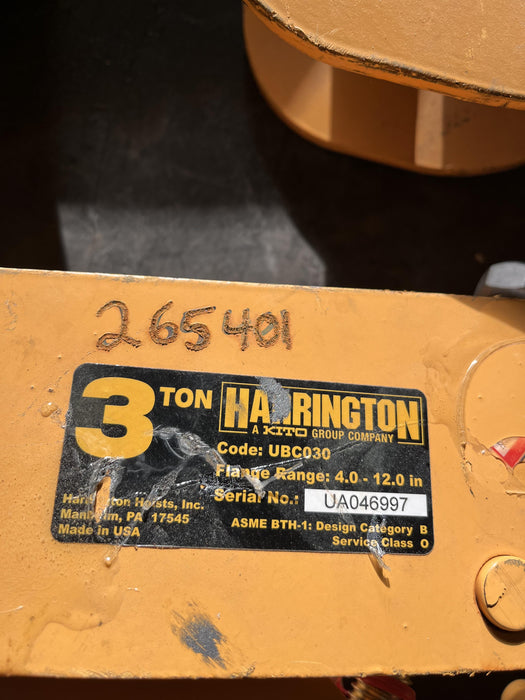 265401
3 TON
HARRINGTON
A KITO GROUP COMPANY
Code: UBC030
Flange Range: 4.0 - 12.0 in
Serial No.: UA046997
Harrington Hoists, Inc.
Manheim, PA 17545
Made in USA
ASME BTH-1: Design Category B
Service Class O